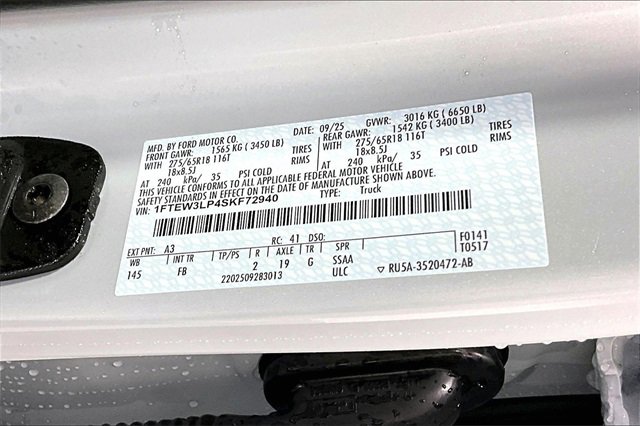 MFD. BY FORD MOTOR CO.
DATE: 09/25 GVWR: 3016 KG ( 6650 LB)
FRONT GAWR: 1565 KG ( 3450 LB) REAR GAWR: 1542 KG ( 3400 LB)
WITH 275/65R18 116T TIRES WITH 275/65R18 116T TIRES
18x8.5J RIMS 18x8.5J RIMS
AT 240 kPa/ 35 PSI COLD AT 240 kPa/ 35 PSI COLD
THIS VEHICLE CONFORMS TO ALL APPLICABLE FEDERAL MOTOR VEHICLE
SAFETY STANDARDS IN EFFECT ON THE DATE OF MANUFACTURE SHOWN ABOVE.
VIN: 1FTEW3LP4SKF72940 TYPE: Truck
EXT PNT: A3 RC: 41 DSO: F0141
WB INT TR TP/PS R AXLE TR SPR T0517
145 FB 2 19 G SSAA
2202509283013 ULC ▽ RU5A-3520472-AB